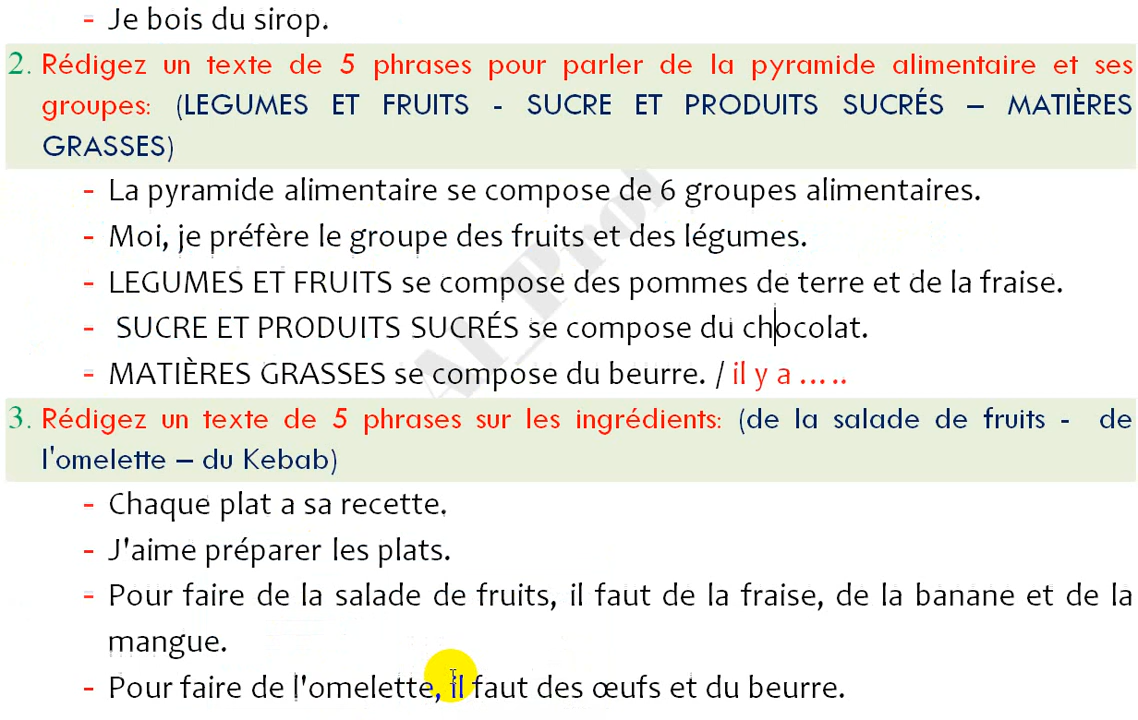 - Je bois du sirop.
2. Rédigez un texte de 5 phrases pour parler de la pyramide alimentaire et ses
groupes: (LEGUMES ET FRUITS - SUCRE ET PRODUITS SUCRÉS – MATIÈRES
GRASSES)
- La pyramide alimentaire se compose de 6 groupes alimentaires.
- Moi, je préfère le groupe des fruits et des légumes.
- LEGUMES ET FRUITS se compose des pommes de terre et de la fraise.
- SUCRE ET PRODUITS SUCRÉS se compose du chocolat.
- MATIÈRES GRASSES se compose du beurre. / il y a .....
3. Rédigez un texte de 5 phrases sur les ingrédients: (de la salade de fruits - de
l'omelette – du Kebab)
- Chaque plat a sa recette.
- J'aime préparer les plats.
- Pour faire de la salade de fruits, il faut de la fraise, de la banane et de la
mangue.
- Pour faire de l'omelette, il faut des œufs et du beurre.